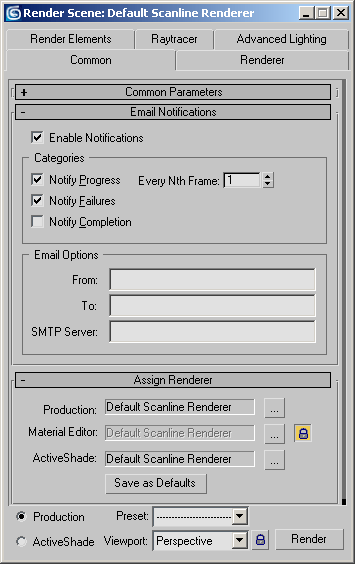 Render Scene: Default Scanline Renderer
Render Elements Raytracer Advanced Lighting
Common Renderer
+ Common Parameters
- Email Notifications
Enable Notifications
Categories
Notify Progress Every Nth Frame: 1
Notify Failures
Notify Completion
Email Options
From:
To:
SMTP Server:
- Assign Renderer
Production: Default Scanline Renderer ...
Material Editor: Default Scanline Renderer ...
ActiveShade: Default Scanline Renderer ...
Save as Defaults
Production Preset: -----------------------
ActiveShade Viewport: Perspective Render